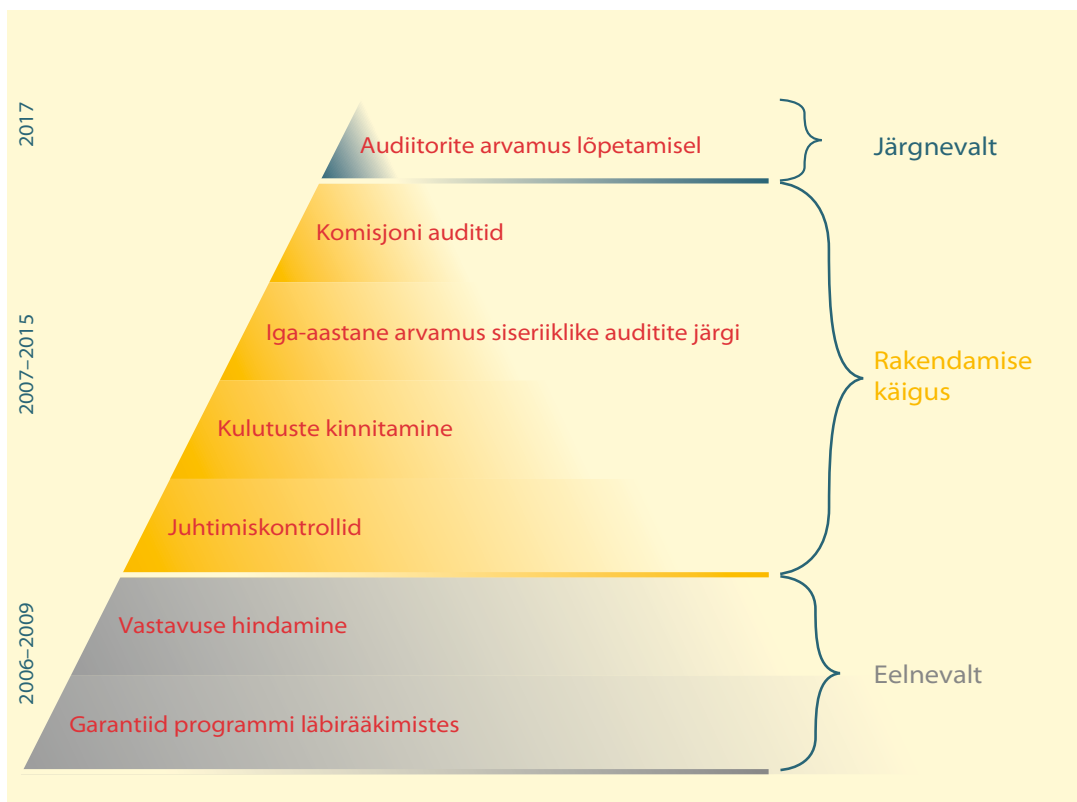 2017
Audiitorite arvamus lõpetamisel
Järgnevalt
Komisjoni auditid
2007–2015
Iga-aastane arvamus siseriiklike auditite järgi
Rakendamise
käigus
Kulutuste kinnitamine
Juhtimiskontrollid
2006–2009
Vastavuse hindamine
Eelnevalt
Garantiid programmi läbirääkimistes